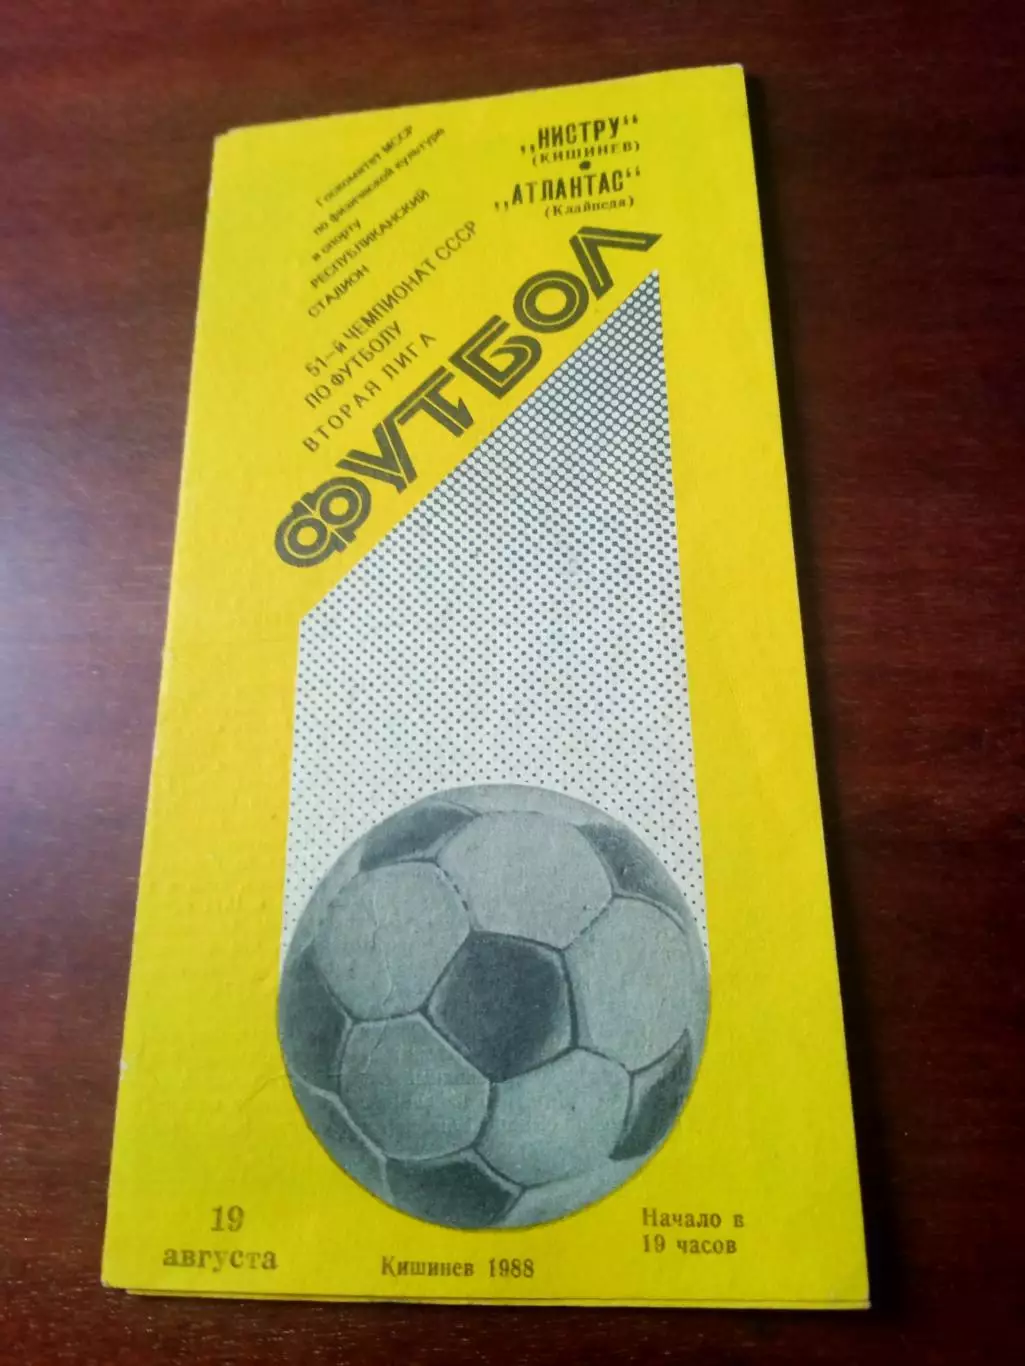 Госкомитет МССР
по физической культуре
и спорту
РЕСПУБЛИКАНСКИЙ
СТАДИОН
„НИСТРУ“
(КИШИНЕВ)
„АТЛАНТАС“
(Клайпеда)
51-й ЧЕМПИОНАТ СССР
ПО ФУТБОЛУ
ВТОРАЯ ЛИГА
ФУТБОЛ
19
августа
Кишинев 1988
Начало в
19 часов